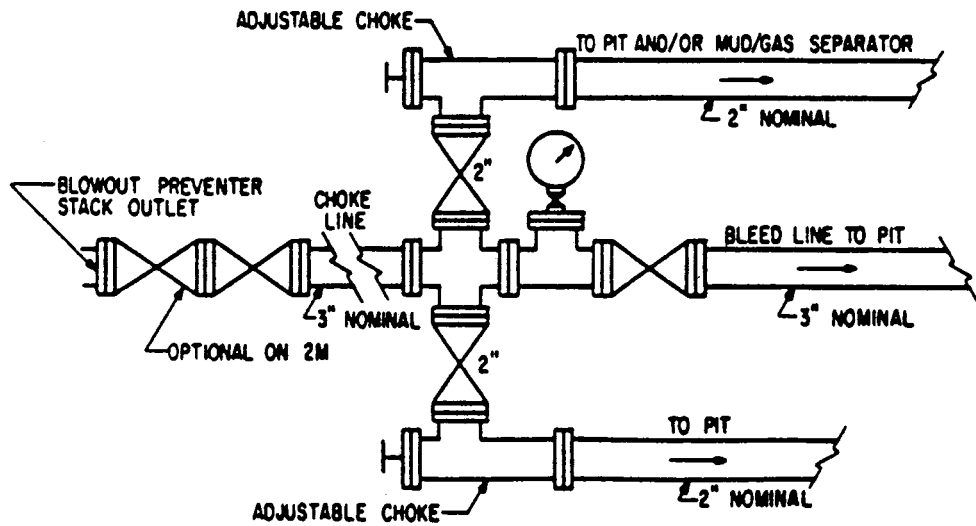 ADJUSTABLE CHOKE
TO PIT AND/OR MUD/GAS SEPARATOR
2" NOMINAL
2"
BLOWOUT PREVENTER
STACK OUTLET
CHOKE
LINE
BLEED LINE TO PIT
3" NOMINAL
3" NOMINAL
OPTIONAL ON 2M
2"
TO PIT
2" NOMINAL
ADJUSTABLE CHOKE